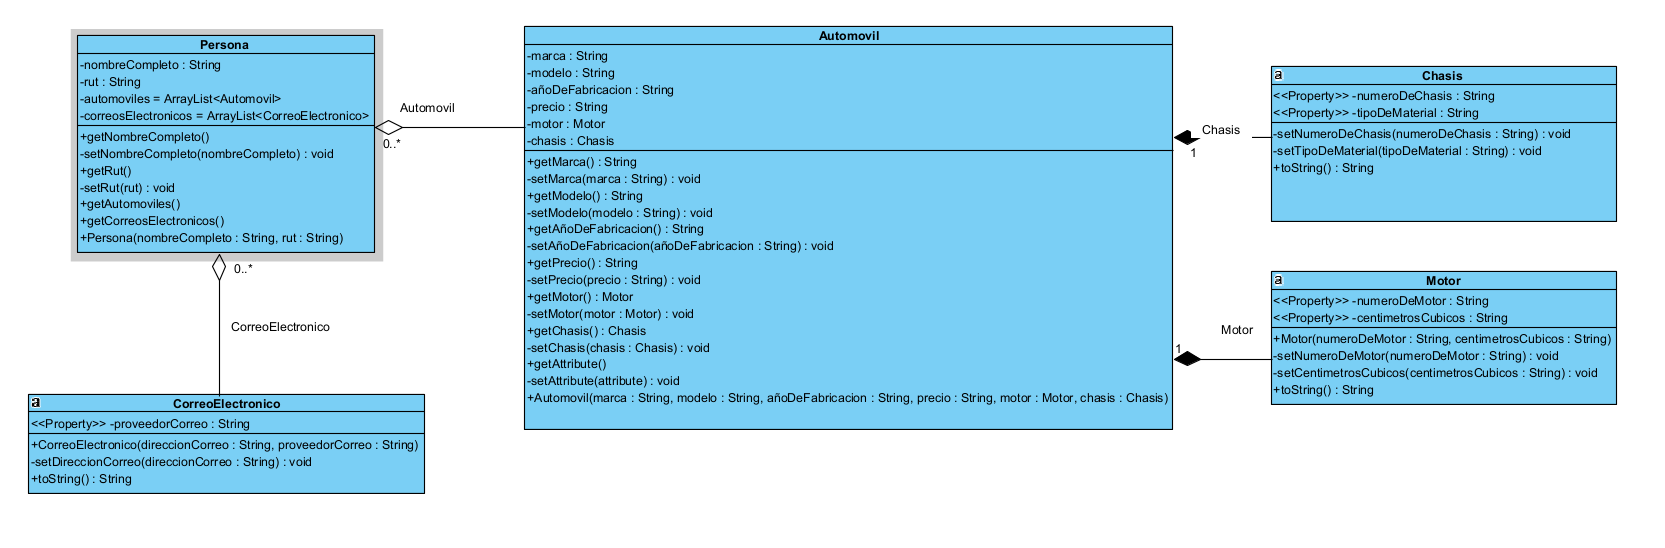 Persona
-nombreCompleto : String
-rut : String
-automoviles = ArrayList<Automovil>
-correosElectronicos = ArrayList<CorreoElectronico>
+getNombreCompleto()
-setNombreCompleto(nombreCompleto) : void
+getRut()
-setRut(rut) : void
+getAutomoviles()
+getCorreosElectronicos()
+Persona(nombreCompleto : String, rut : String)
Automovil
0..*
0..*
CorreoElectronico
a
CorreoElectronico
<<Property>> -proveedorCorreo : String
+CorreoElectronico(direccionCorreo : String, proveedorCorreo : String)
-setDireccionCorreo(direccionCorreo : String) : void
+toString() : String
Automovil
-marca : String
-modelo : String
-añoDeFabricacion : String
-precio : String
-motor : Motor
-chasis : Chasis
+getMarca() : String
-setMarca(marca : String) : void
+getModelo() : String
-setModelo(modelo : String) : void
+getAñoDeFabricacion() : String
-setAñoDeFabricacion(añoDeFabricacion : String) : void
+getPrecio() : String
-setPrecio(precio : String) : void
+getMotor() : Motor
-setMotor(motor : Motor) : void
+getChasis() : Chasis
-setChasis(chasis : Chasis) : void
+getAttribute()
-setAttribute(attribute) : void
+Automovil(marca : String, modelo : String, añoDeFabricacion : String, precio : String, motor : Motor, chasis : Chasis)
Chasis
1
a
Chasis
<<Property>> -numeroDeChasis : String
<<Property>> -tipoDeMaterial : String
-setNumeroDeChasis(numeroDeChasis : String) : void
-setTipoDeMaterial(tipoDeMaterial : String) : void
+toString() : String
Motor
1
a
Motor
<<Property>> -numeroDeMotor : String
<<Property>> -centimetrosCubicos : String
+Motor(numeroDeMotor : String, centimetrosCubicos : String)
-setNumeroDeMotor(numeroDeMotor : String) : void
-setCentimetrosCubicos(centimetrosCubicos : String) : void
+toString() : String